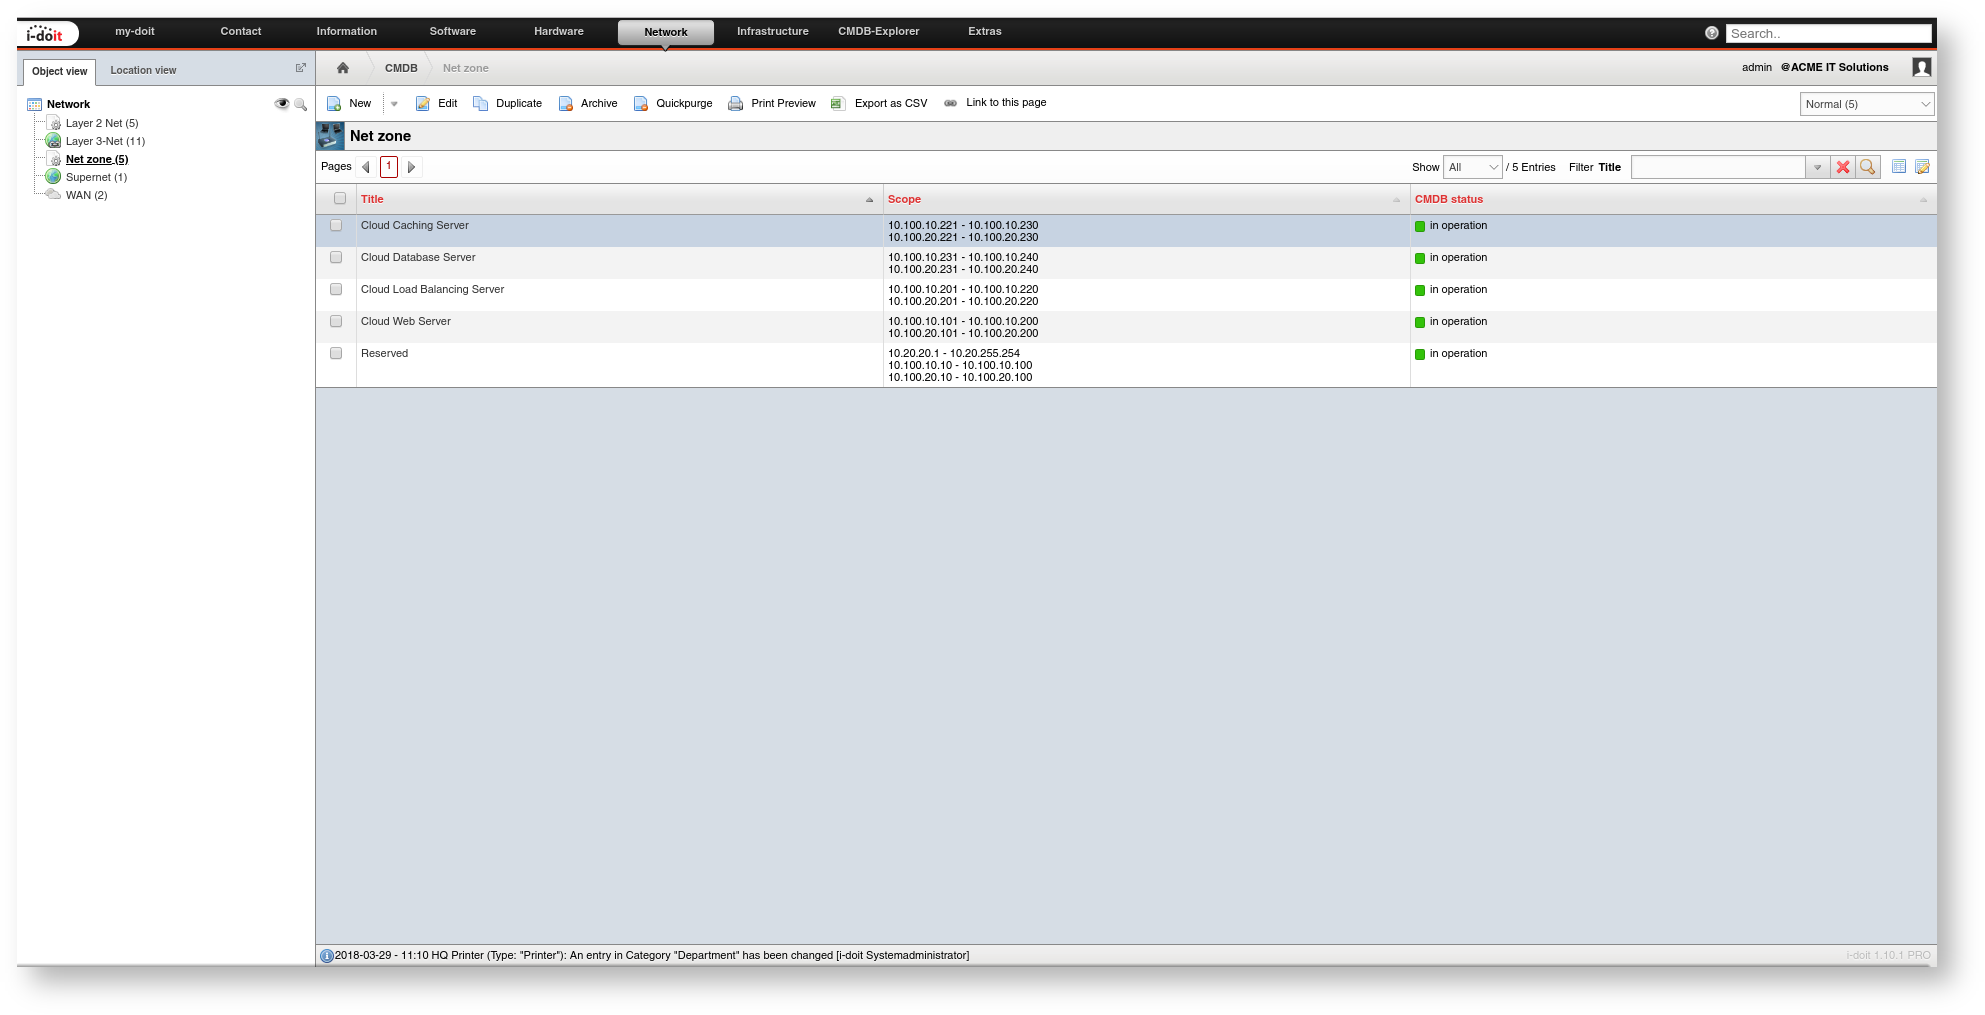 i-doit my-doit Contact Information Software Hardware Network Infrastructure CMDB-Explorer Extras ? Search..
Object view Location view
CMDB Net zone admin @ACME IT Solutions
Network
Layer 2 Net (5)
Layer 3-Net (11)
Net zone (5)
Supernet (1)
WAN (2)
New Edit Duplicate Archive Quickpurge Print Preview Export as CSV Link to this page Normal (5)
Net zone
Pages 1 Show All / 5 Entries Filter Title
Title Scope CMDB status
Cloud Caching Server 10.100.10.221 - 10.100.10.230 in operation
10.100.20.221 - 10.100.20.230
Cloud Database Server 10.100.10.231 - 10.100.10.240 in operation
10.100.20.231 - 10.100.20.240
Cloud Load Balancing Server 10.100.10.201 - 10.100.10.220 in operation
10.100.20.201 - 10.100.20.220
Cloud Web Server 10.100.10.101 - 10.100.10.200 in operation
10.100.20.101 - 10.100.20.200
Reserved 10.20.20.1 - 10.20.255.254 in operation
10.100.10.10 - 10.100.10.100
10.100.20.10 - 10.100.20.100
2018-03-29 - 11:10 HQ Printer (Type: "Printer"): An entry in Category "Department" has been changed [i-doit Systemadministrator] i-doit 1.10.1 PRO